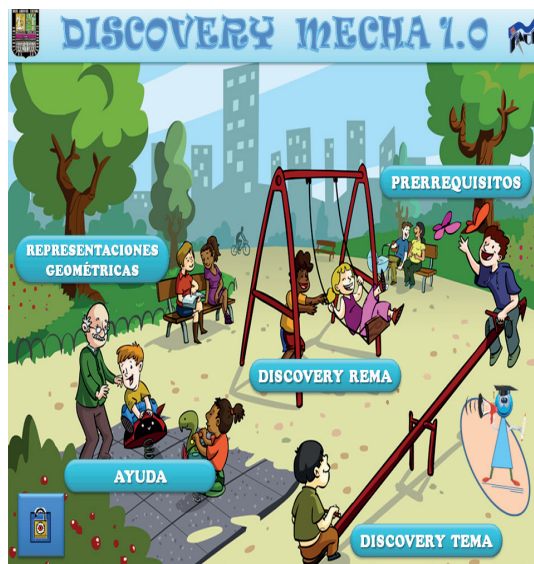 DISCOVERY MECHA 1.0
PRERREQUISITOS
REPRESENTACIONES
GEOMÉTRICAS
DISCOVERY REMA
AYUDA
DISCOVERY TEMA